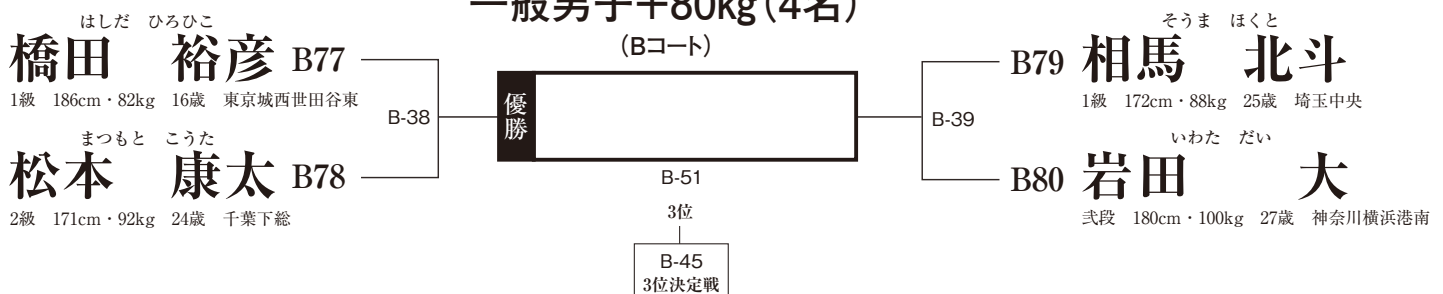 一般男子+80kg(4名)
(Bコート)
はしだ ひろひこ
橋田 裕彦 B77
1級 186cm・82kg 16歳 東京城西世田谷東
まつもと こうた
松本 康太 B78
2級 171cm・92kg 24歳 千葉下総
B-38
優勝
B-51
3位
B-45
3位決定戦
B-39
そうま ほくと
B79 相馬 北斗
1級 172cm・88kg 25歳 埼玉中央
いわた だい
B80 岩田 大
弐段 180cm・100kg 27歳 神奈川横浜港南